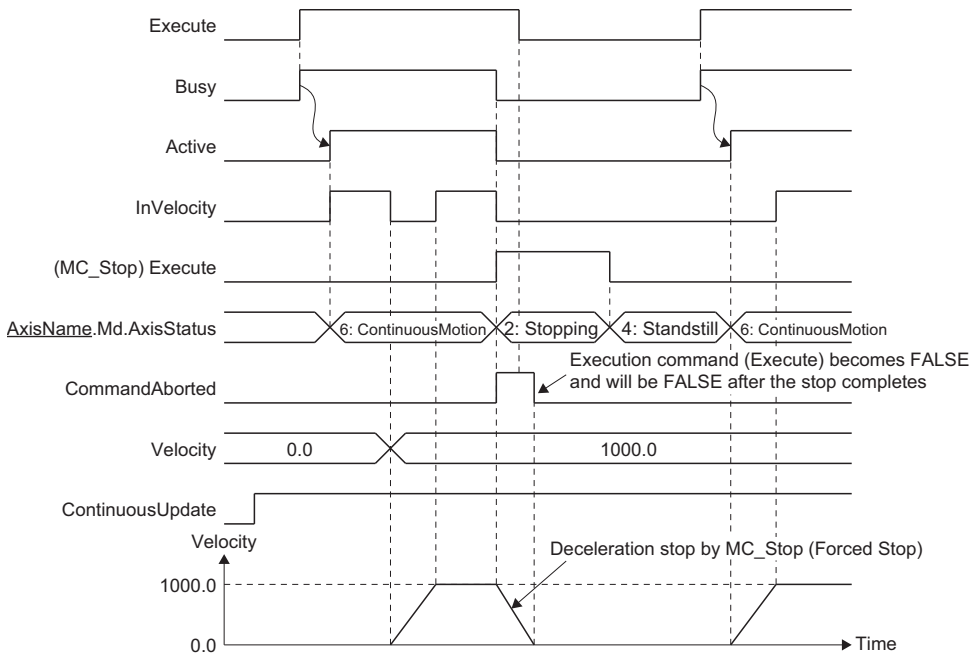 Execute
Busy
Active
InVelocity
(MC_Stop) Execute
AxisName.Md.AxisStatus
6: ContinuousMotion
2: Stopping
4: Standstill
6: ContinuousMotion
Execution command (Execute) becomes FALSE
and will be FALSE after the stop completes
CommandAborted
Velocity
0.0
1000.0
ContinuousUpdate
Velocity
Deceleration stop by MC_Stop (Forced Stop)
1000.0
0.0
Time